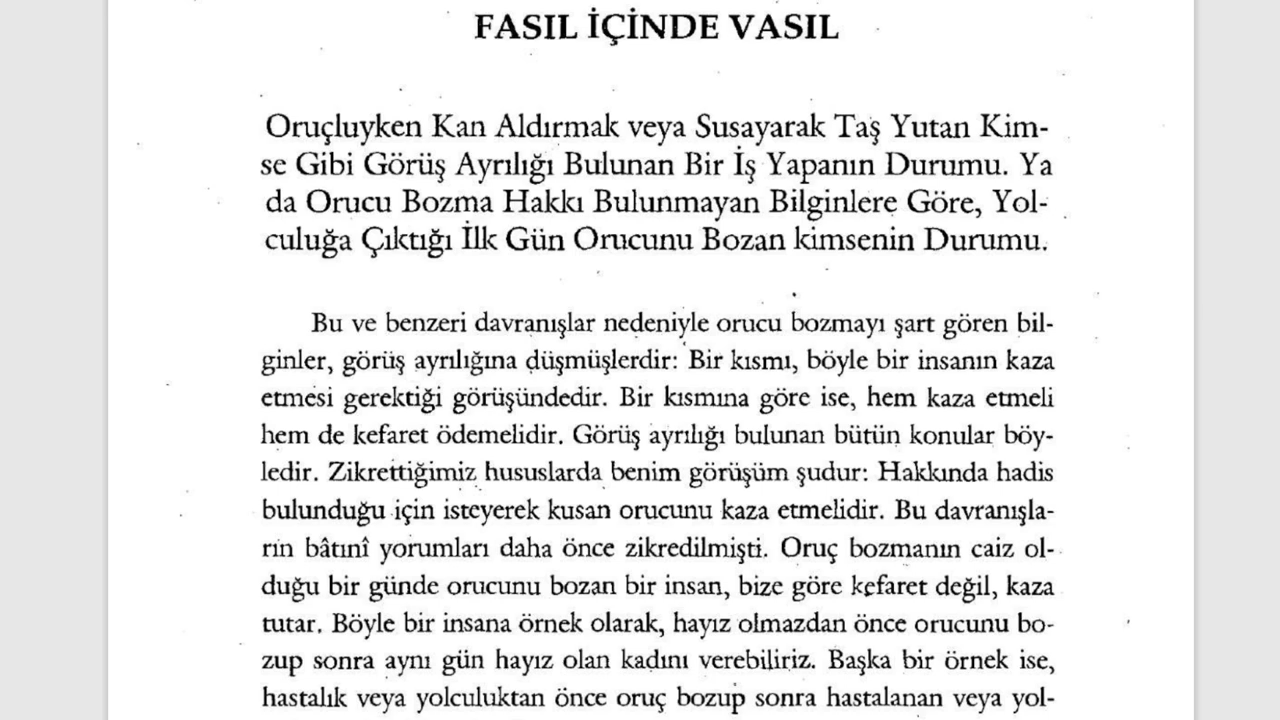 FASIL İÇİNDE VASIL
Oruçluyken Kan Aldırmak veya Susayarak Taş Yutan Kim-
se Gibi Görüş Ayrılığı Bulunan Bir İş Yapanın Durumu. Ya
da Orucu Bozma Hakkı Bulunmayan Bilginlere Göre, Yol-
culuğa Çıktığı İlk Gün Orucunu Bozan kimsenin Durumu.
Bu ve benzeri davranışlar nedeniyle orucu bozmayı şart gören bil-
ginler, görüş ayrılığına düşmüşlerdir: Bir kısmı, böyle bir insanın kaza
etmesi gerektiği görüşündedir. Bir kısmına göre ise, hem kaza etmeli
hem de kefaret ödemelidir. Görüş ayrılığı bulunan bütün konular böy-
ledir. Zikrettiğimiz hususlarda benim görüşüm şudur: Hakkında hadis
bulunduğu için isteyerek kusan orucunu kaza etmelidir. Bu davranışla-
rın bâtınî yorumları daha önce zikredilmişti. Oruç bozmanın caiz ol-
duğu bir günde orucunu bozan bir insan, bize göre kefaret değil, kaza
tutar. Böyle bir insana örnek olarak, hayız olmazdan önce orucunu bo-
zup sonra aynı gün hayız olan kadını verebiliriz. Başka bir örnek ise,
hastalık veya yolculuktan önce oruç bozup sonra hastalanan veya yol-